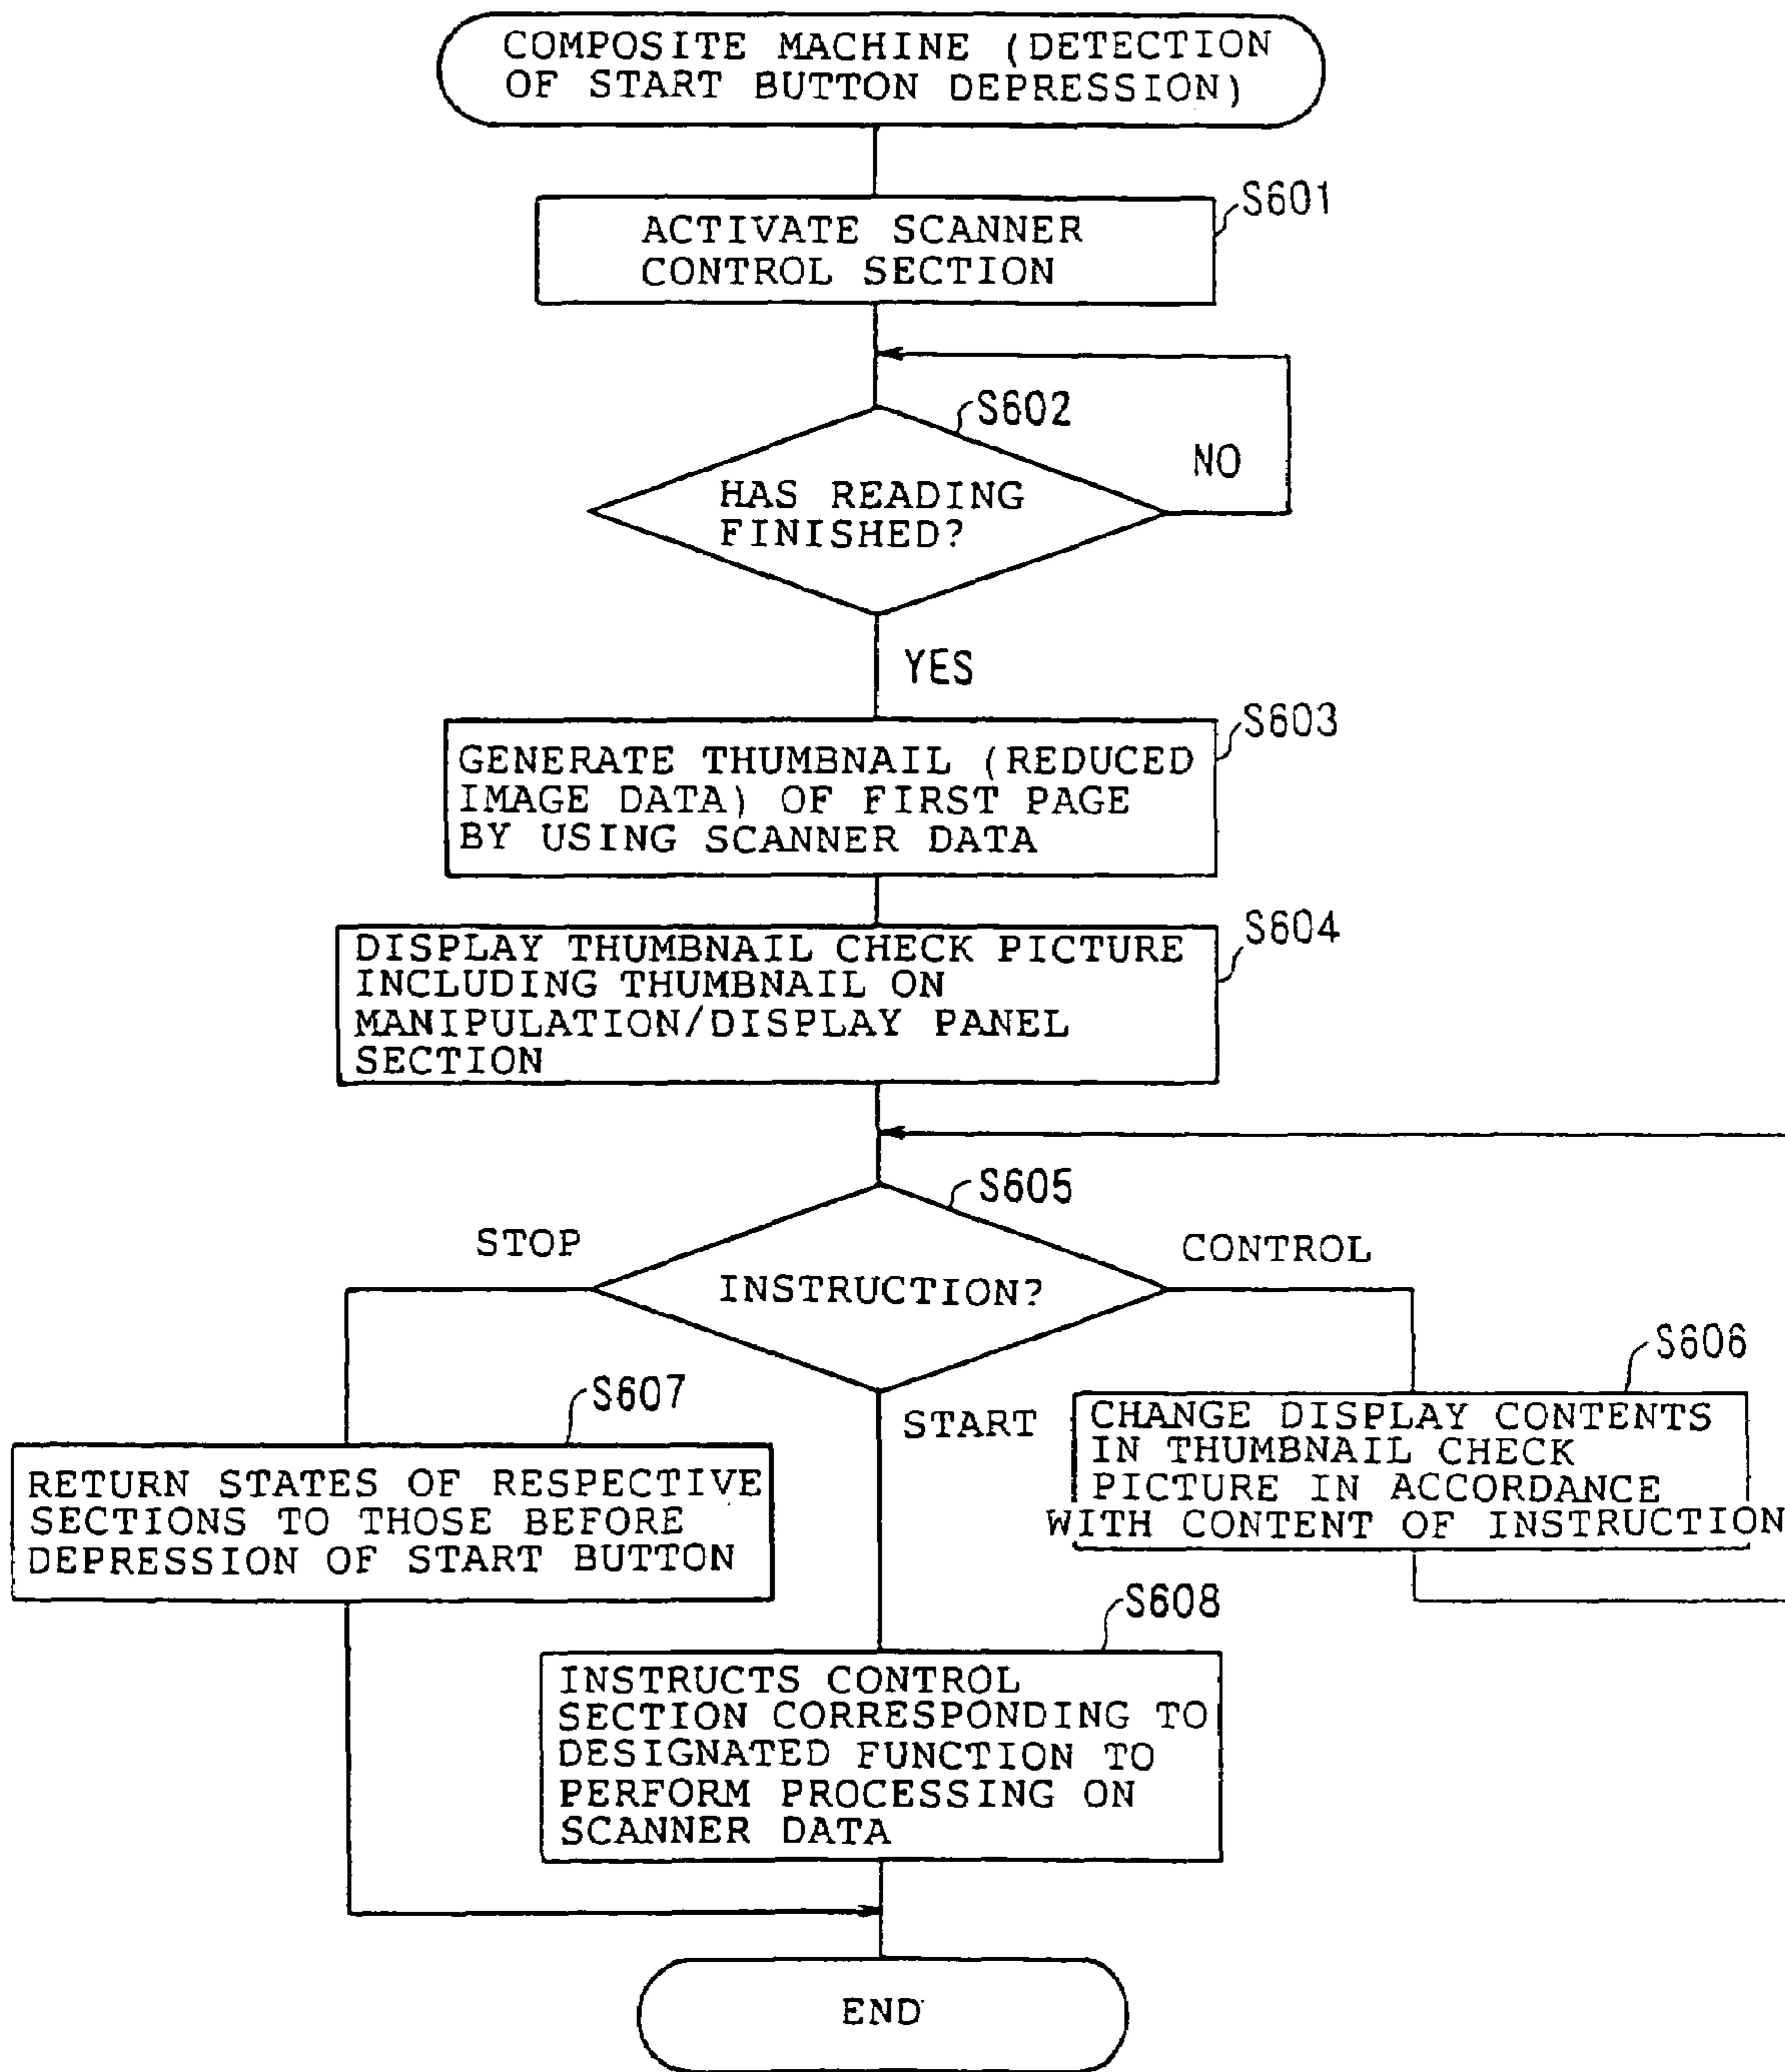 COMPOSITE MACHINE (DETECTION
OF START BUTTON DEPRESSION)
S601
ACTIVATE SCANNER
CONTROL SECTION
S602
NO
HAS READING
FINISHED?
YES
S603
GENERATE THUMBNAIL (REDUCED
IMAGE DATA) OF FIRST PAGE
BY USING SCANNER DATA
S604
DISPLAY THUMBNAIL CHECK PICTURE
INCLUDING THUMBNAIL ON
MANIPULATION/DISPLAY PANEL
SECTION
S605
STOP
CONTROL
INSTRUCTION?
S606
S607
START
CHANGE DISPLAY CONTENTS
IN THUMBNAIL CHECK
PICTURE IN ACCORDANCE
WITH CONTENT OF INSTRUCTION
RETURN STATES OF RESPECTIVE
SECTIONS TO THOSE BEFORE
DEPRESSION OF START BUTTON
S608
INSTRUCTS CONTROL
SECTION CORRESPONDING TO
DESIGNATED FUNCTION TO
PERFORM PROCESSING ON
SCANNER DATA
END